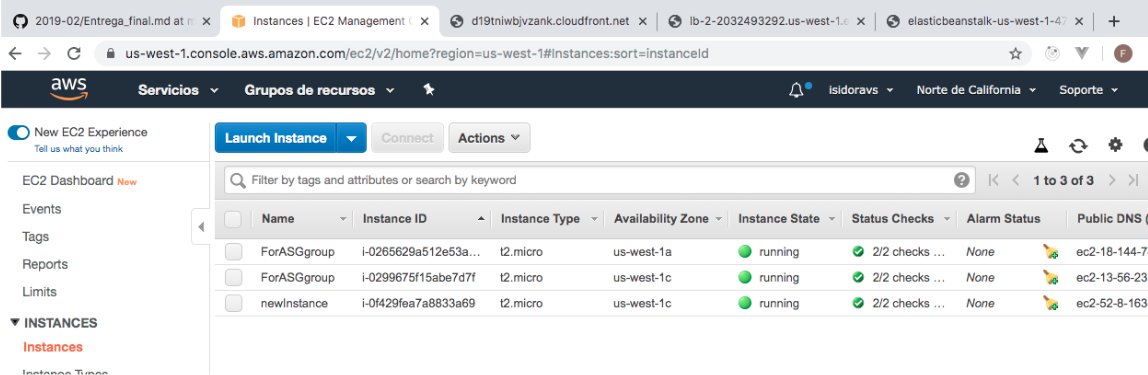 2019-02/Entrega_final.md at m
Instances | EC2 Management C
d19tniwbjvzank.cloudfront.net
lb-2-2032493292.us-west-1.e
elasticbeanstalk-us-west-1-47
us-west-1.console.aws.amazon.com/ec2/v2/home?region=us-west-1#Instances:sort=instanceId
F
aws Servicios Grupos de recursos isidoravs Norte de California Soporte
New EC2 Experience
Tell us what you think
EC2 Dashboard New
Events
Tags
Reports
Limits
INSTANCES
Instances
Instance Types
Launch Instance Connect Actions
Filter by tags and attributes or search by keyword 1 to 3 of 3
Name Instance ID Instance Type Availability Zone Instance State Status Checks Alarm Status Public DNS (
ForASGgroup i-0265629a512e53a... t2.micro us-west-1a running 2/2 checks ... None ec2-18-144-7
ForASGgroup i-0299675f15abe7d7f t2.micro us-west-1c running 2/2 checks ... None ec2-13-56-23
newInstance i-0f429fea7a8833a69 t2.micro us-west-1c running 2/2 checks ... None ec2-52-8-163